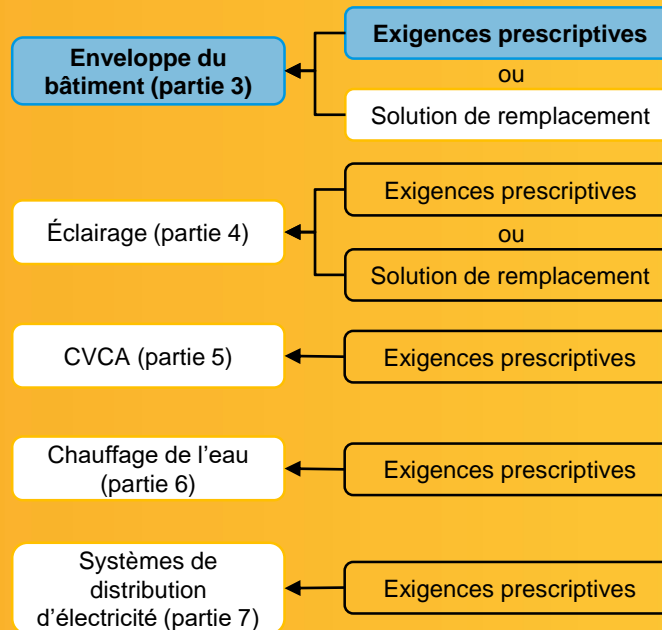 Enveloppe du
bâtiment (partie 3)
Exigences prescriptives
ou
Solution de remplacement
Éclairage (partie 4)
Exigences prescriptives
ou
Solution de remplacement
CVCA (partie 5)
Exigences prescriptives
Chauffage de l'eau
(partie 6)
Exigences prescriptives
Systèmes de
distribution
d'électricité (partie 7)
Exigences prescriptives